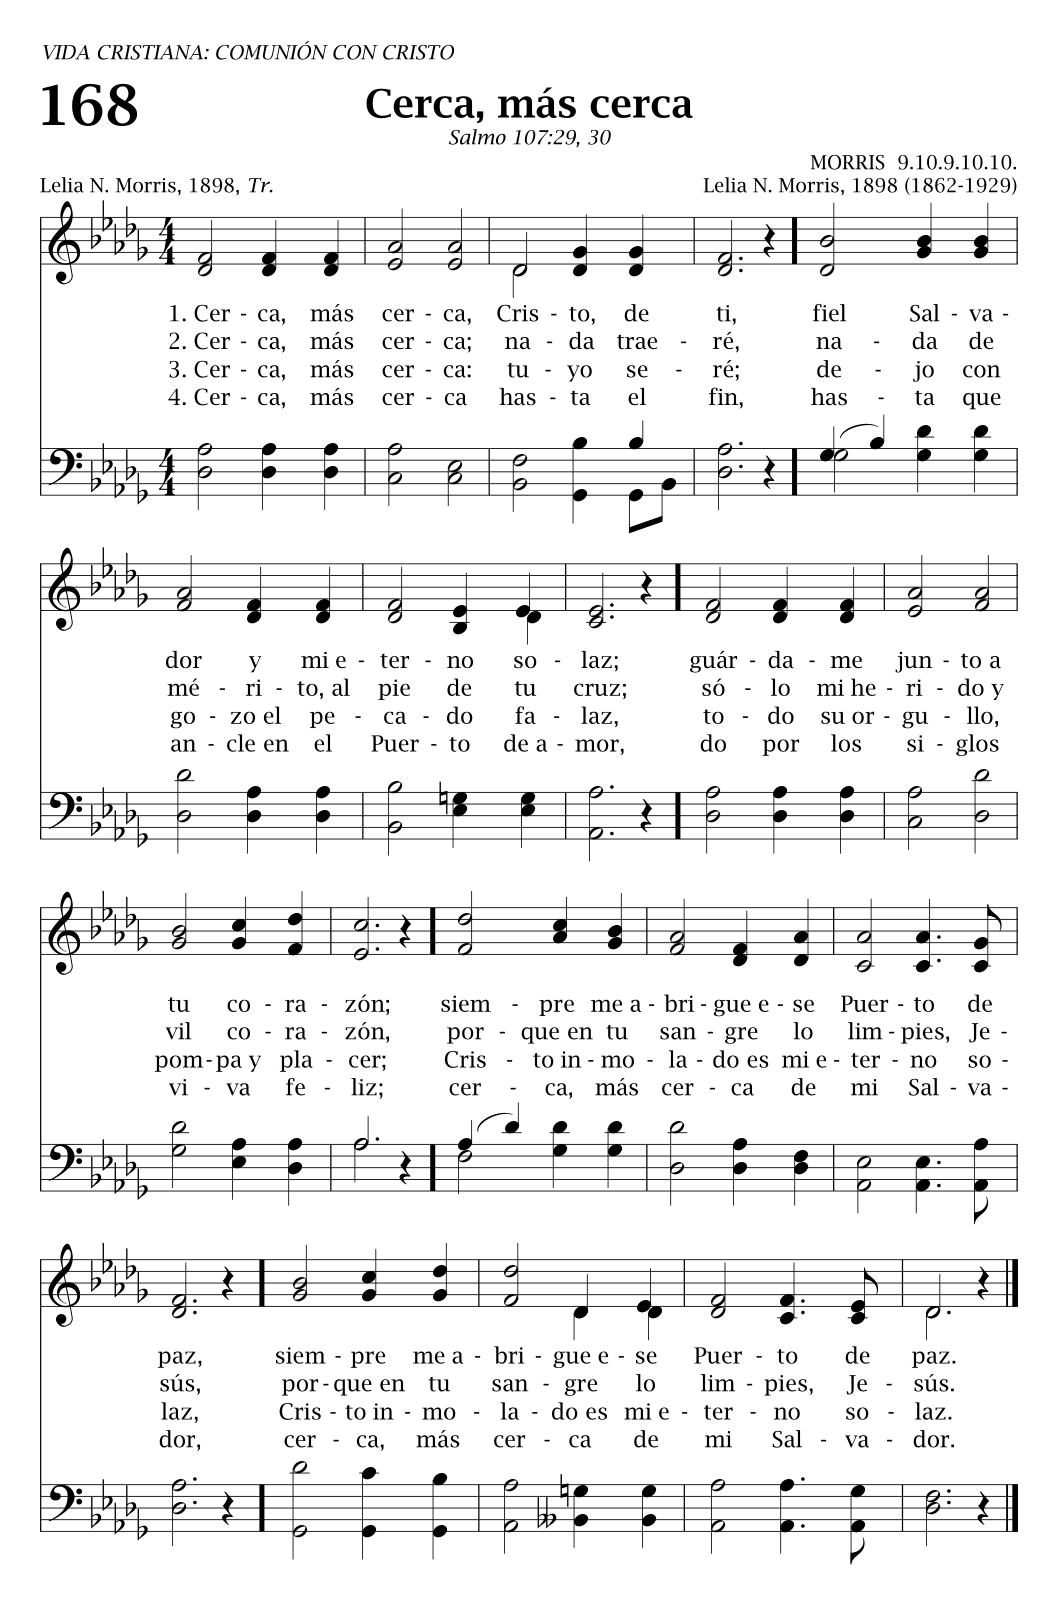 VIDA CRISTIANA: COMUNIÓN CON CRISTO
168
Cerca, más cerca
Salmo 107:29, 30
MORRIS 9.10.9.10.10.
Lelia N. Morris, 1898, Tr.
Lelia N. Morris, 1898 (1862-1929)
1. Cer - ca, más cer - ca, Cris - to, de ti, fiel Sal - va -
2. Cer - ca, más cer - ca; na - da trae - ré, na - da de
3. Cer - ca, más cer - ca: tu - yo se - ré; de - jo con
4. Cer - ca, más cer - ca has - ta el fin, has - ta que
dor y mi e - ter - no so - laz; guár - da - me jun - to a
mé - ri - to, al pie de tu cruz; só - lo mi he - ri - do y
go - zo el pe - ca - do fa - laz, to - do su or - gu - llo,
an - cle en el Puer - to de a - mor, do por los si - glos
tu co - ra - zón; siem - pre me a - bri - gue e - se Puer - to de
vil co - ra - zón, por - que en tu san - gre lo lim - pies, Je -
pom - pa y pla - cer; Cris - to in - mo - la - do es mi e - ter - no so -
vi - va fe - liz; cer - ca, más cer - ca de mi Sal - va -
paz, siem - pre me a - bri - gue e - se Puer - to de paz.
sús, por - que en tu san - gre lo lim - pies, Je - sús.
laz, Cris - to in - mo - la - do es mi e - ter - no so - laz.
dor, cer - ca, más cer - ca de mi Sal - va - dor.